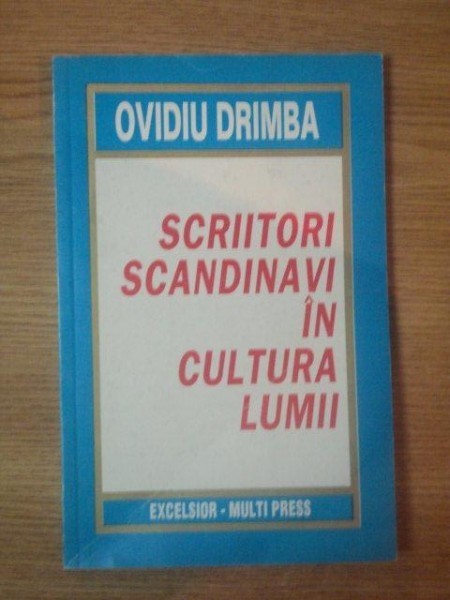 OVIDIU DRIMBA
SCRIITORI
SCANDINAVI
ÎN
CULTURA
LUMII
EXCELSIOR - MULTI PRESS